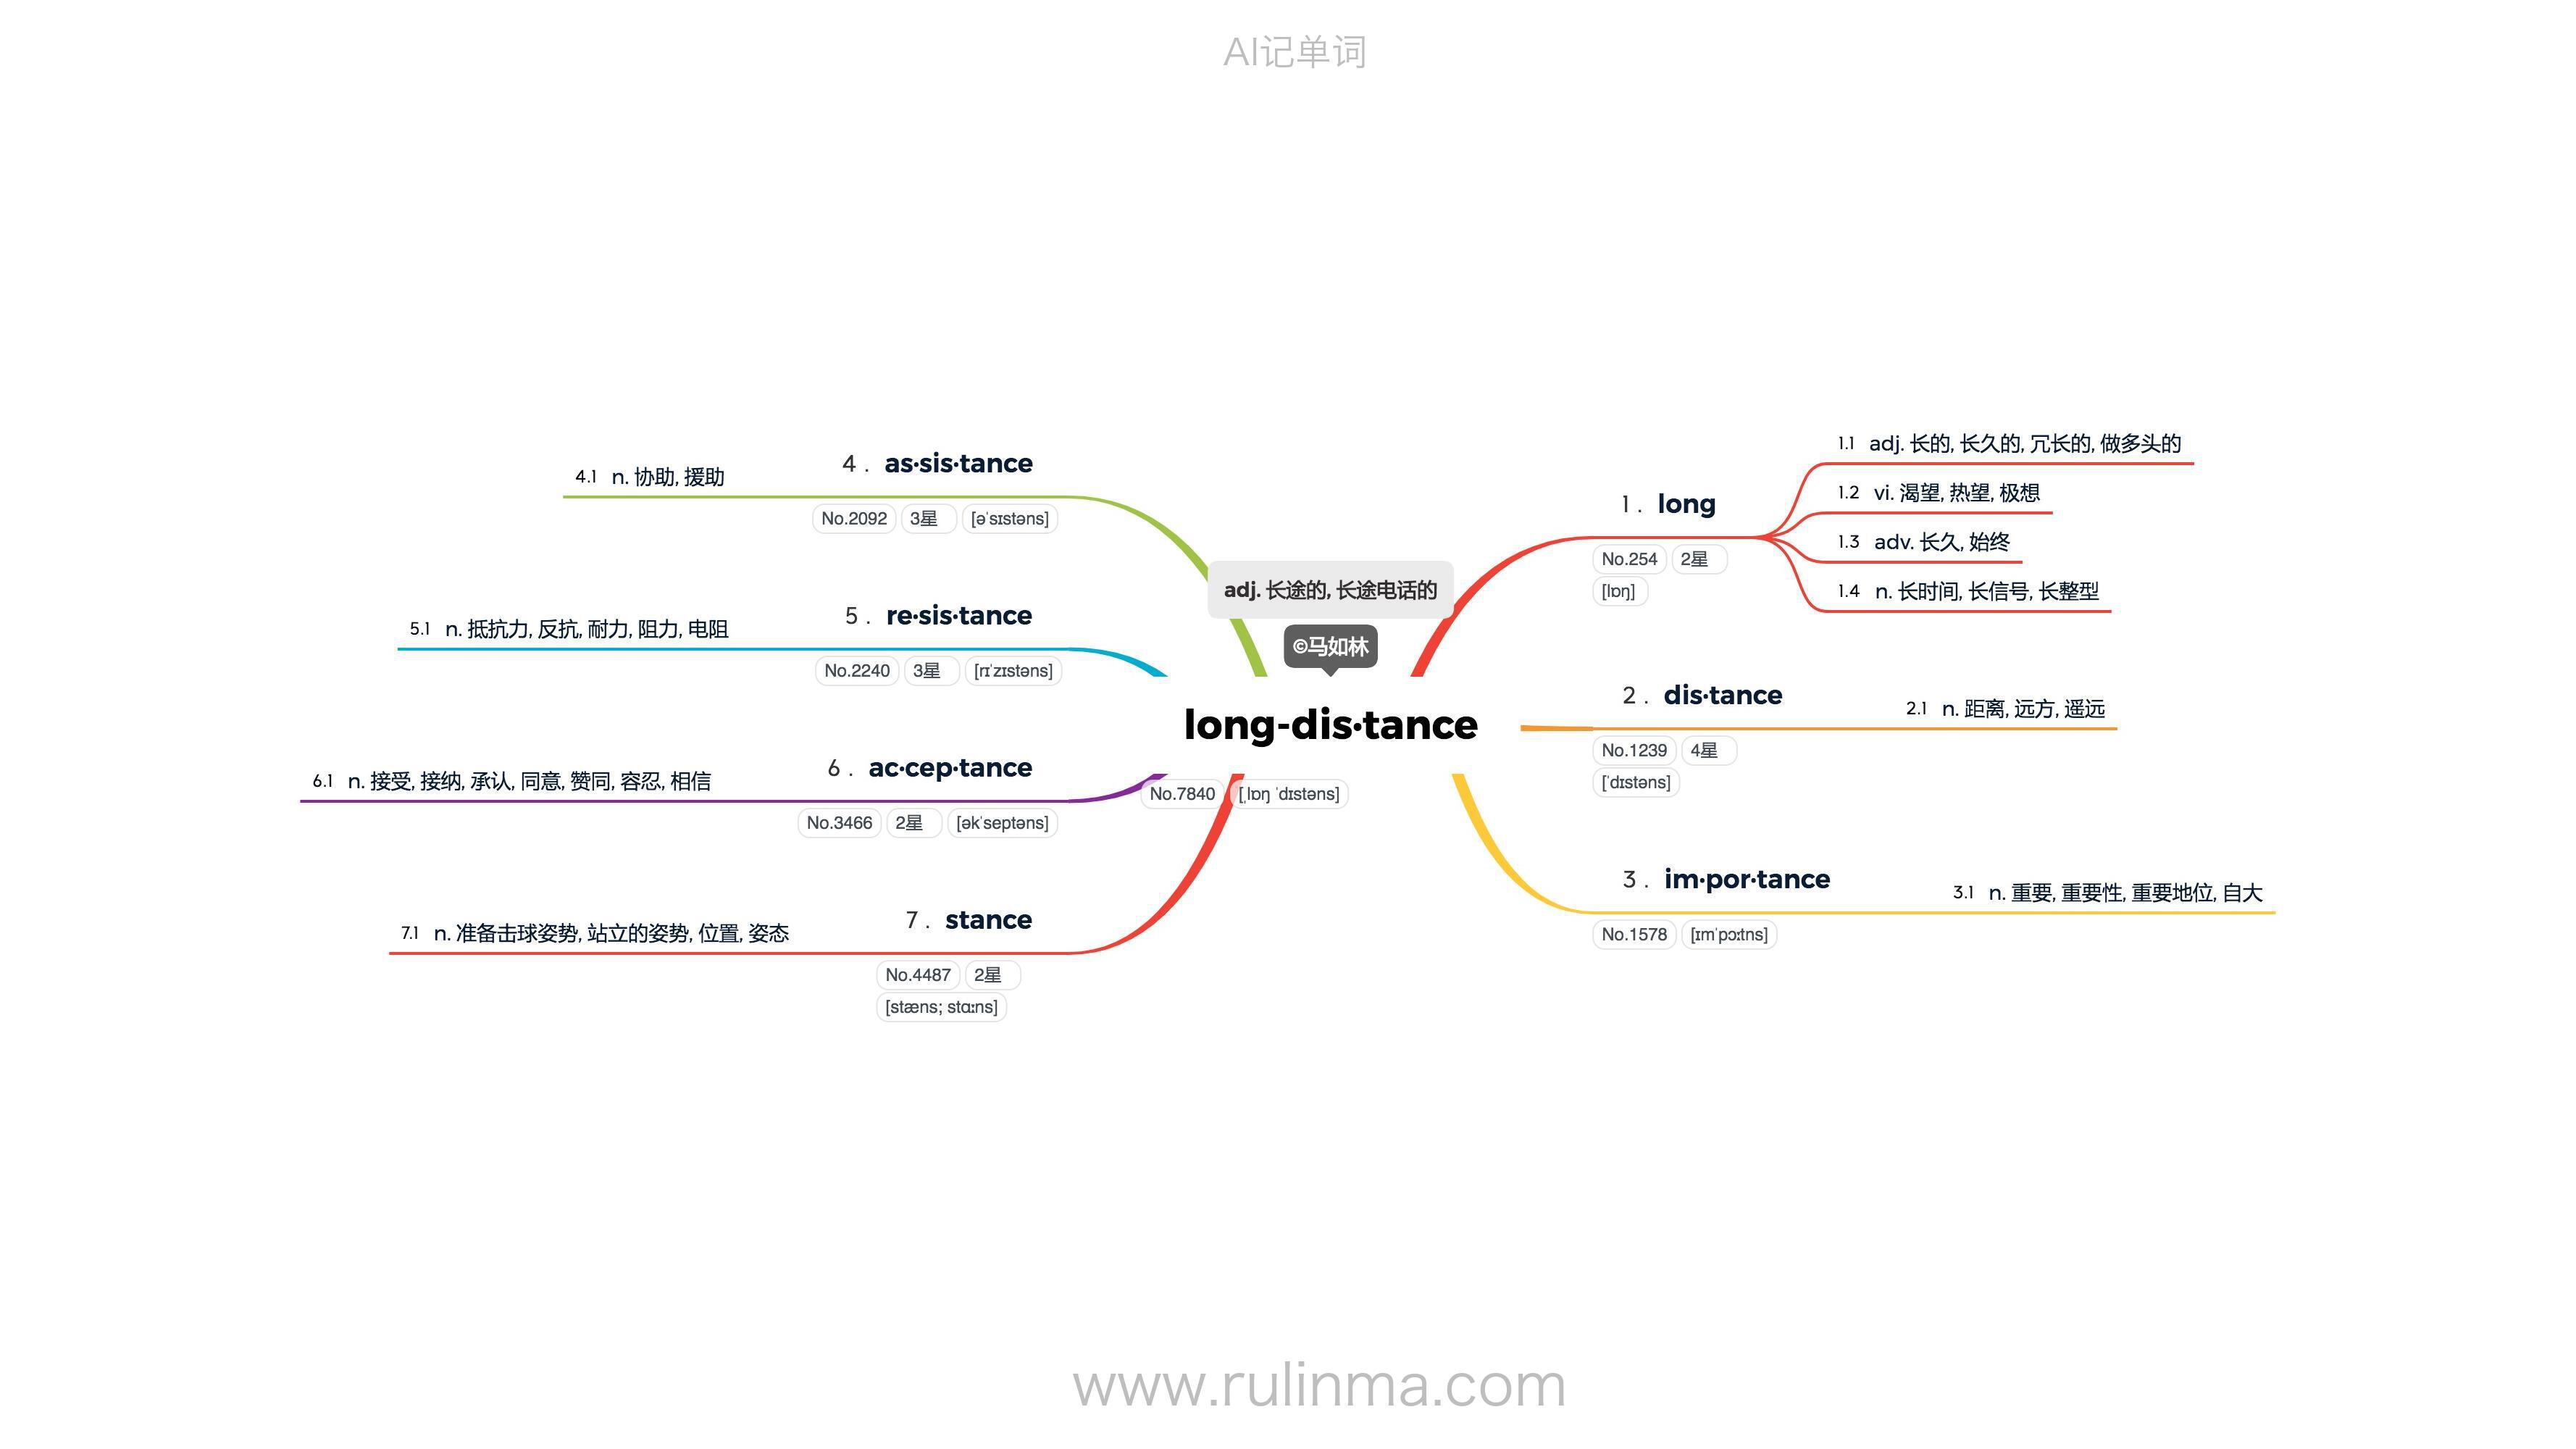 AI记单词
adj. 长途的, 长途电话的
©马如林
long-dis·tance
No.7840 [ˌlɒŋ ˈdɪstəns]
1 . long
No.254 2星
[lɒŋ]
1.1 adj. 长的, 长久的, 冗长的, 做多头的
1.2 vi. 渴望, 热望, 极想
1.3 adv. 长久, 始终
1.4 n. 长时间, 长信号, 长整型
2 . dis·tance
No.1239 4星
[ˈdɪstəns]
2.1 n. 距离, 远方, 遥远
3 . im·por·tance
No.1578 [ɪmˈpɔːtns]
3.1 n. 重要, 重要性, 重要地位, 自大
4 . as·sis·tance
No.2092 3星 [əˈsɪstəns]
4.1 n. 协助, 援助
5 . re·sis·tance
No.2240 3星 [rɪˈzɪstəns]
5.1 n. 抵抗力, 反抗, 耐力, 阻力, 电阻
6 . ac·cep·tance
No.3466 2星 [əkˈseptəns]
6.1 n. 接受, 接纳, 承认, 同意, 赞同, 容忍, 相信
7 . stance
No.4487 2星
[stæns; stɑːns]
7.1 n. 准备击球姿势, 站立的姿势, 位置, 姿态
www.rulinma.com